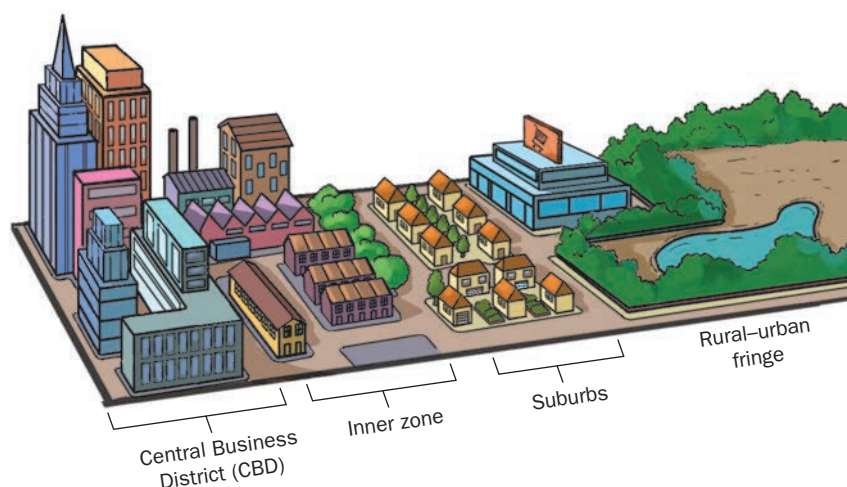 Central Business
District (CBD)
Inner zone
Suburbs
Rural–urban
fringe